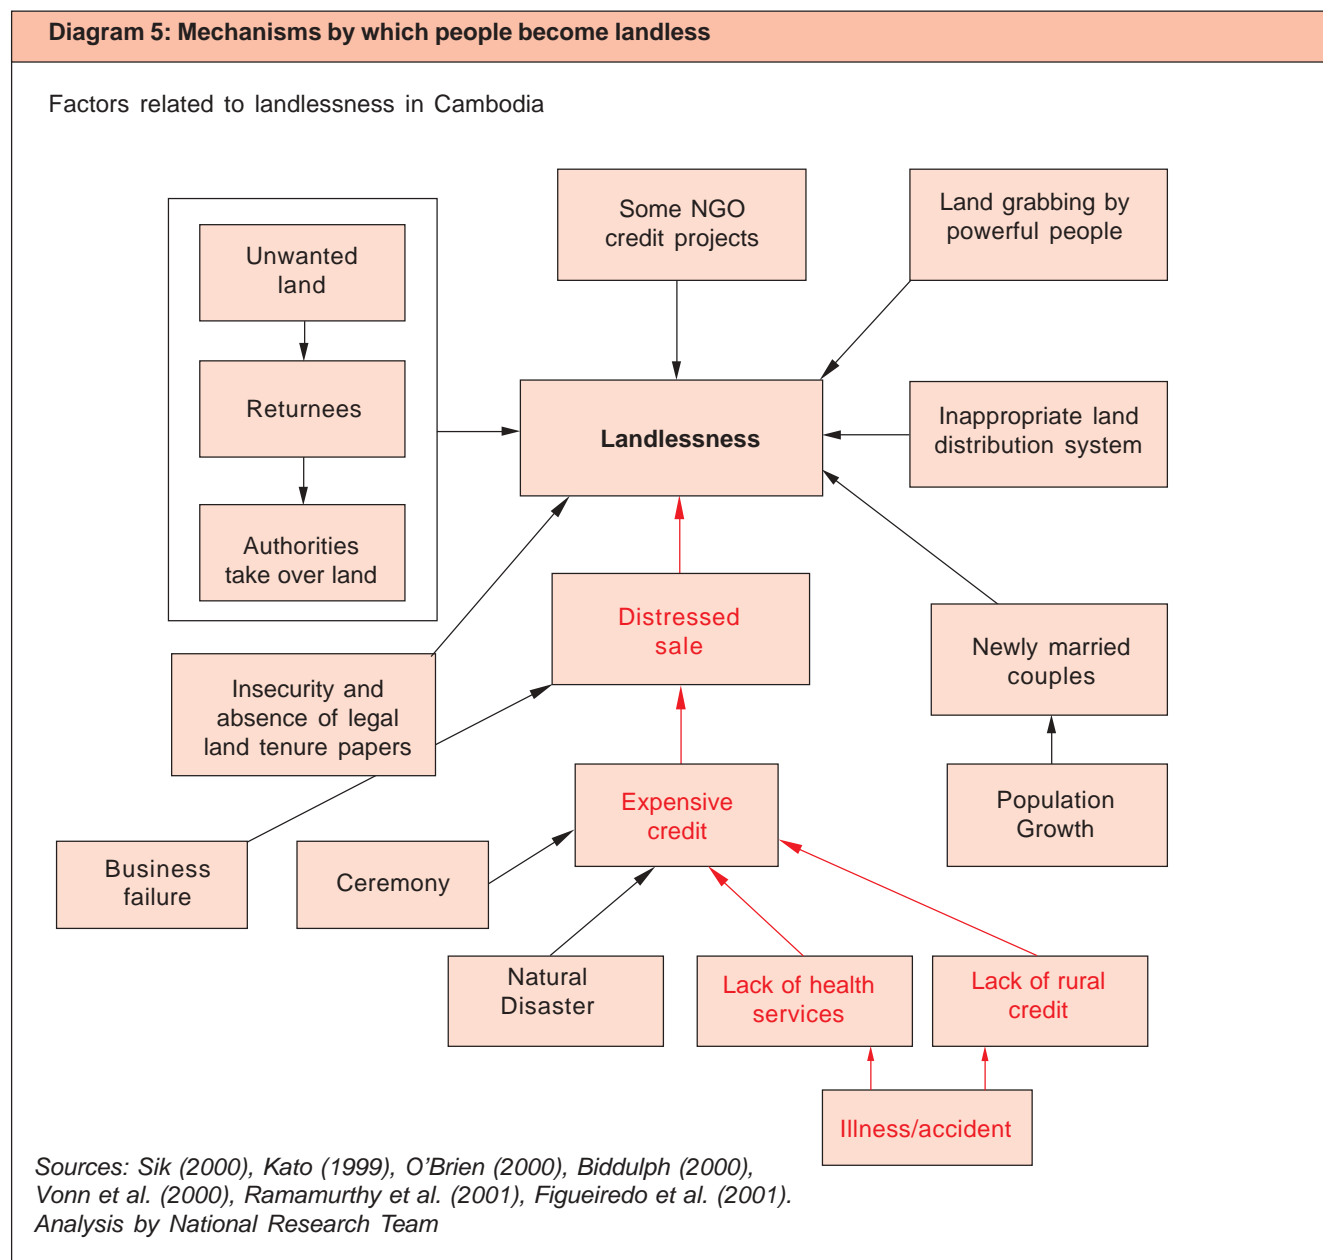 Diagram 5: Mechanisms by which people become landless
Factors related to landlessness in Cambodia
Some NGO
credit projects
Land grabbing by
powerful people
Unwanted
land
Returnees
Authorities
take over land
Landlessness
Inappropriate land
distribution system
Distressed
sale
Newly married
couples
Insecurity and
absence of legal
land tenure papers
Expensive
credit
Population
Growth
Business
failure
Ceremony
Natural
Disaster
Lack of health
services
Lack of rural
credit
Illness/accident
Sources: Sik (2000), Kato (1999), O’Brien (2000), Biddulph (2000),
Vonn et al. (2000), Ramamurthy et al. (2001), Figueiredo et al. (2001).
Analysis by National Research Team